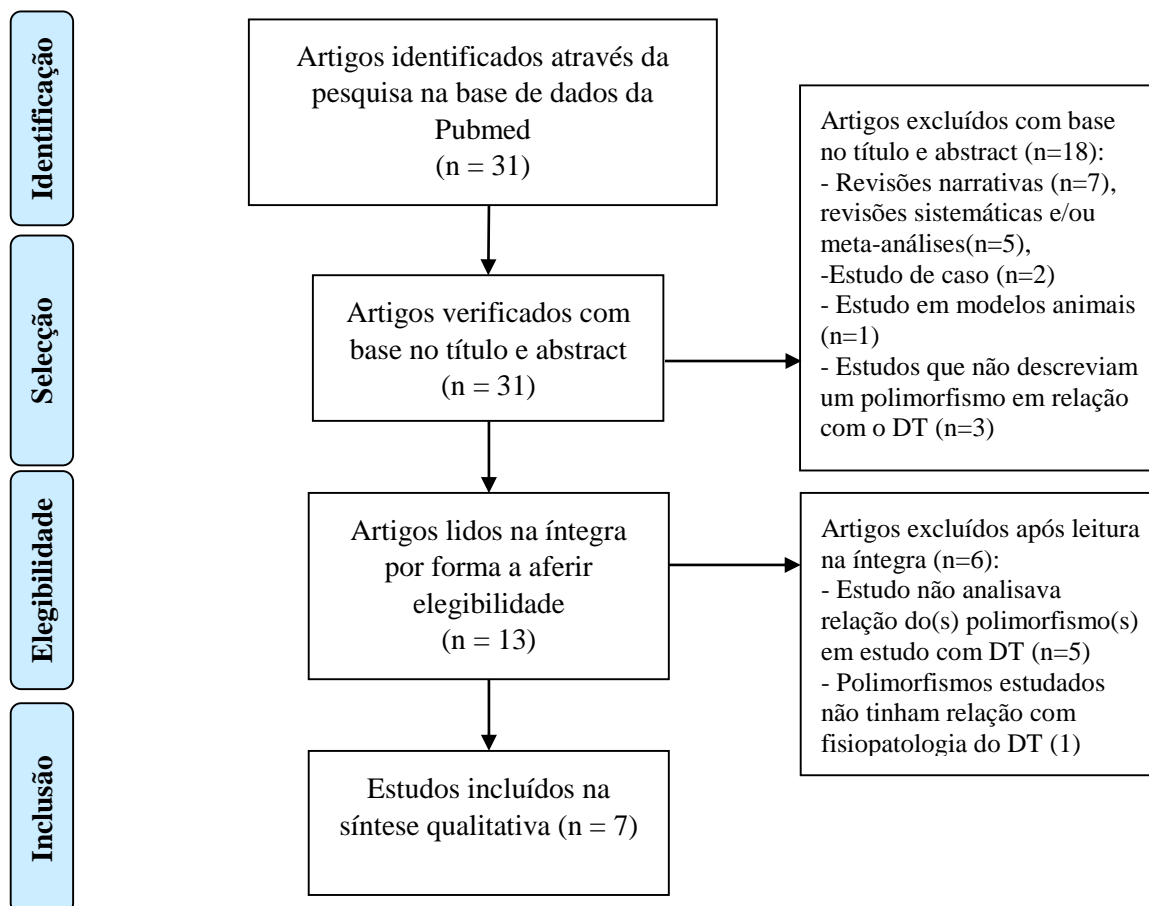 Identificação
Artigos identificados através da
pesquisa na base de dados da
Pubmed
(n = 31)
Artigos excluídos com base
no título e abstract (n=18):
- Revisões narrativas (n=7),
revisões sistemáticas e/ou
meta-análises(n=5),
-Estudo de caso (n=2)
- Estudo em modelos animais
(n=1)
- Estudos que não descreviam
um polimorfismo em relação
com o DT (n=3)
Selecção
Artigos verificados com
base no título e abstract
(n = 31)
Elegibilidade
Artigos lidos na íntegra
por forma a aferir
elegibilidade
(n = 13)
Artigos excluídos após leitura
na íntegra (n=6):
- Estudo não analisava
relação do(s) polimorfismo(s)
em estudo com DT (n=5)
- Polimorfismos estudados
não tinham relação com
fisiopatologia do DT (1)
Inclusão
Estudos incluídos na
síntese qualitativa (n = 7)